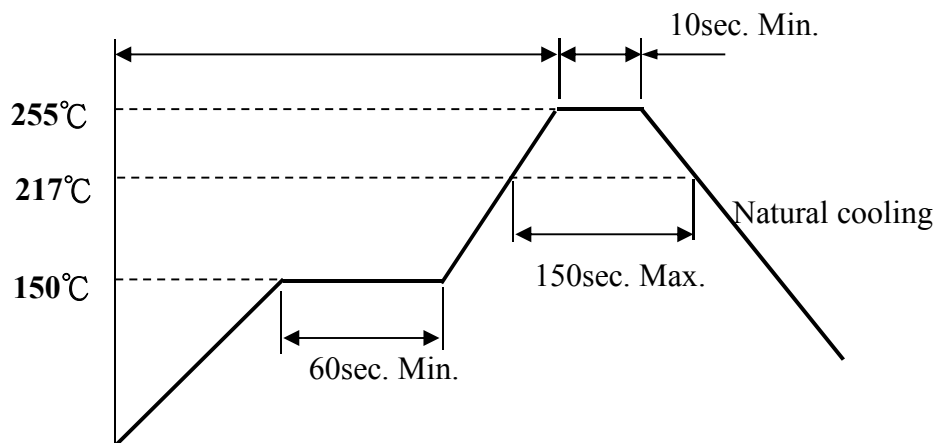 10sec. Min.
255℃
217℃
Natural cooling
150℃
150sec. Max.
60sec. Min.